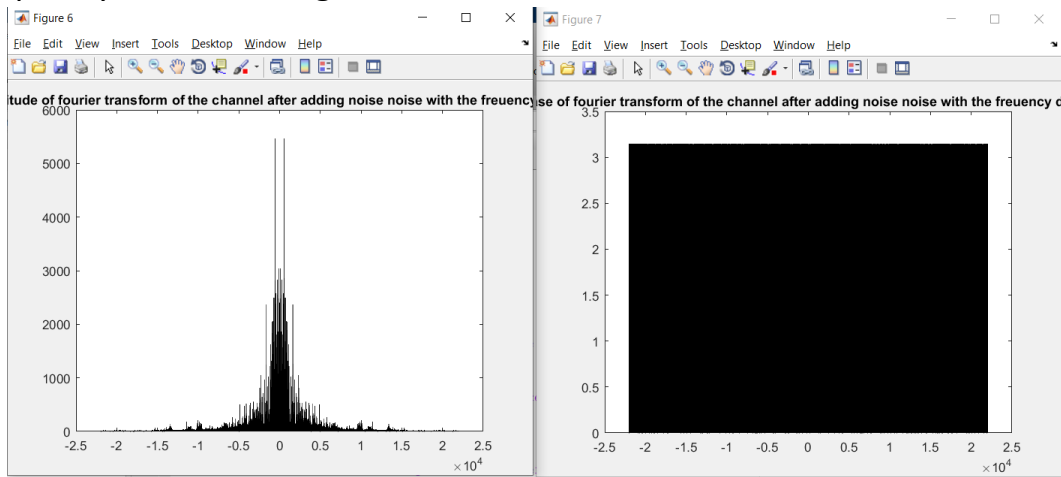 Figure 6
File Edit View Insert Tools Desktop Window Help
itude of fourier transform of the channel after adding noise noise with the freuency
6000
5000
4000
3000
2000
1000
0
-2.5 -2 -1.5 -1 -0.5 0 0.5 1 1.5 2 2.5
×10^4
Figure 7
File Edit View Insert Tools Desktop Window Help
se of fourier transform of the channel after adding noise noise with the freuency d
3.5
3
2.5
2
1.5
1
0.5
0
-2.5 -2 -1.5 -1 -0.5 0 0.5 1 1.5 2 2.5
×10^4